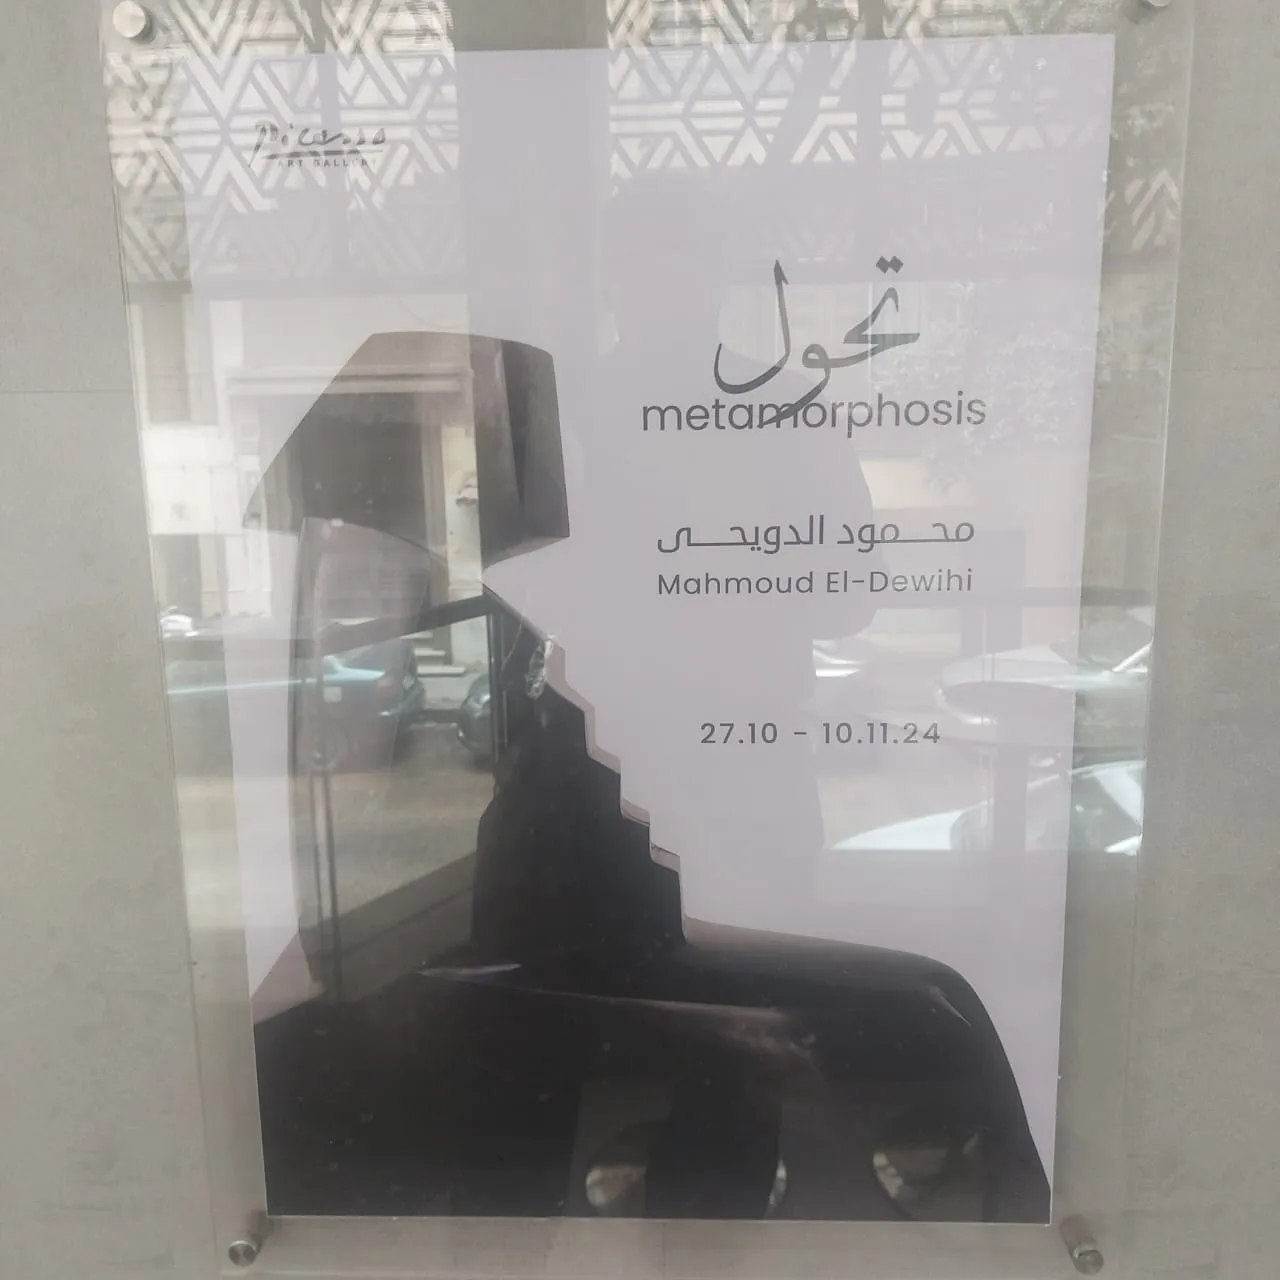 Picasso
ART GALLERY
تحول
metamorphosis
محمود الدويحى
Mahmoud El-Dewihi
27.10 - 10.11.24